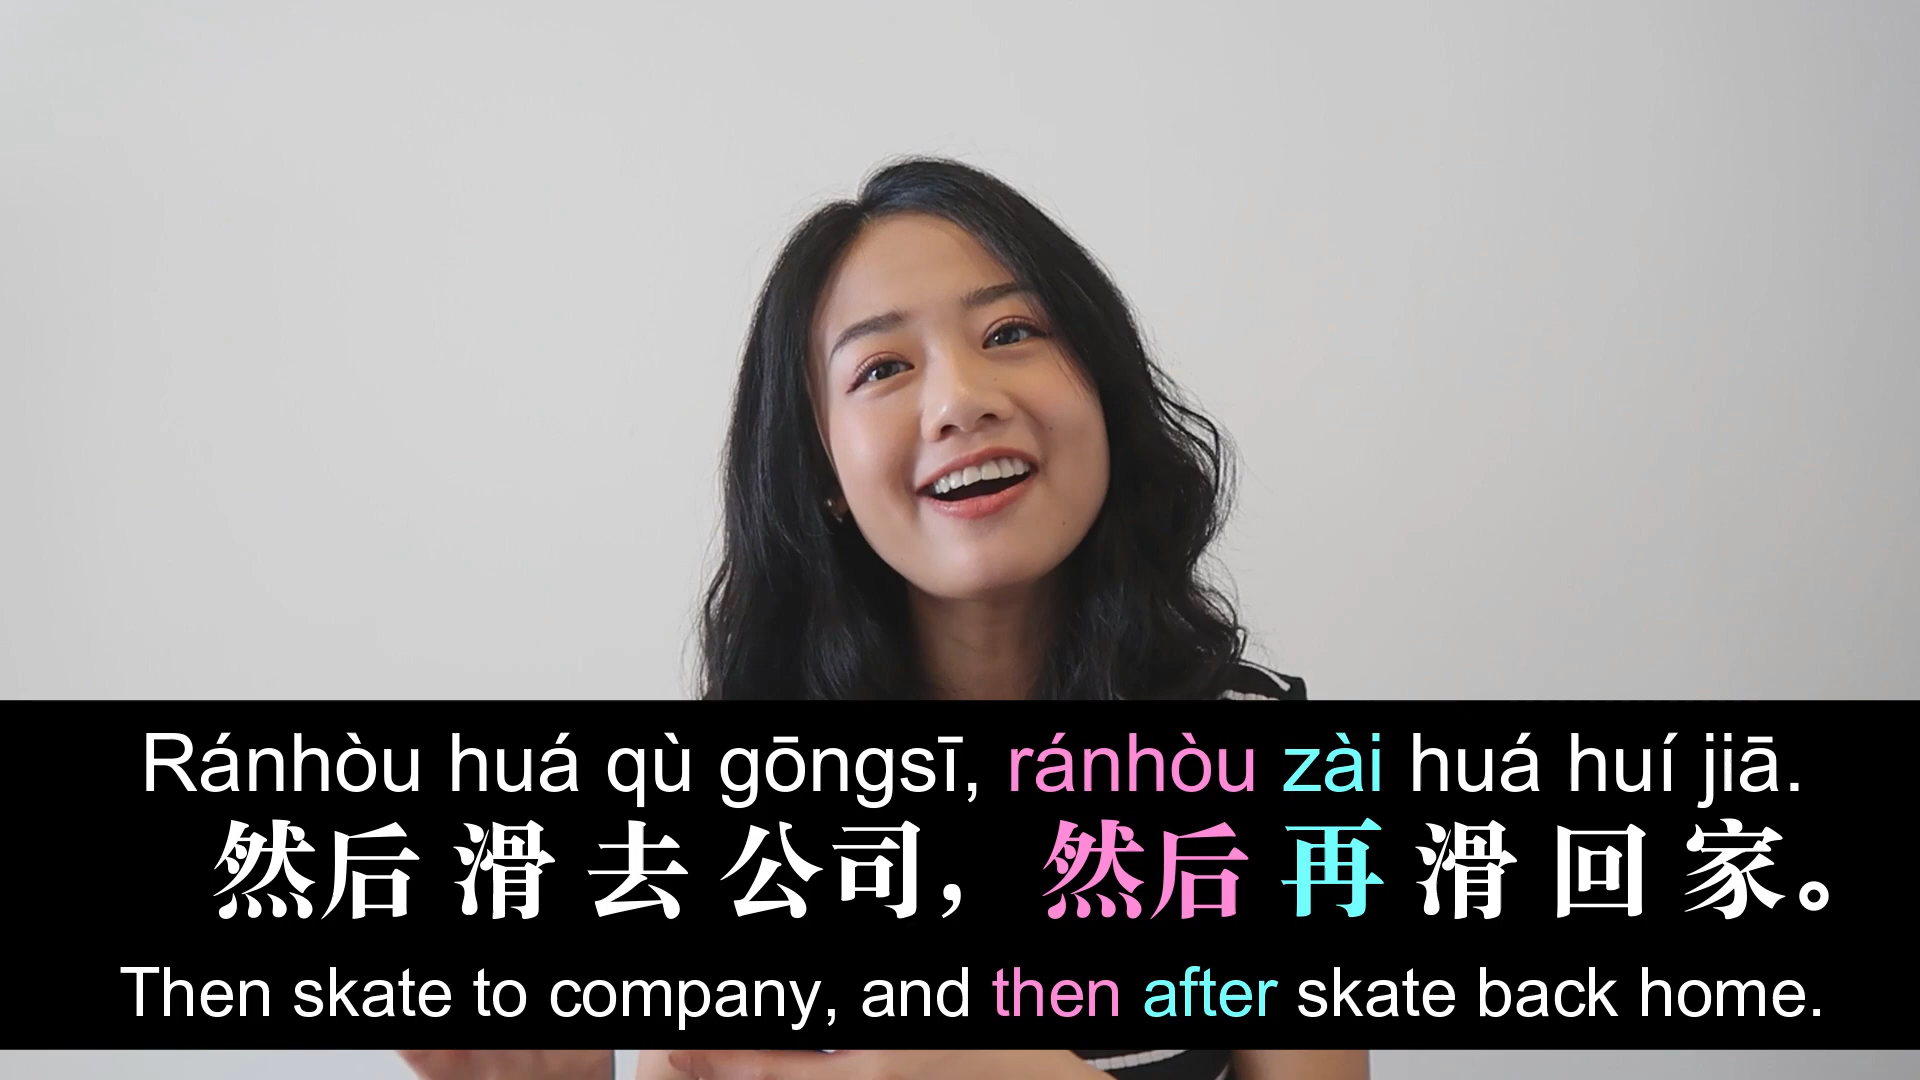 Ránhòu huá qù gōngsī, ránhòu zài huá huí jiā.
然后 滑 去 公司，然后 再 滑 回 家。
Then skate to company, and then after skate back home.